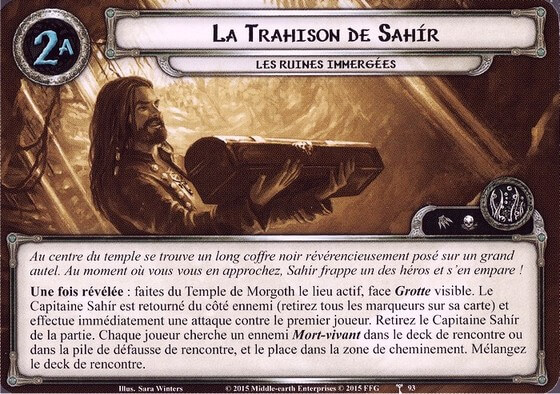 2A
LA TRAHISON DE SAHÍR
LES RUINES IMMERGÉES
Au centre du temple se trouve un long coffre noir révérencieusement posé sur un grand
autel. Au moment où vous vous en approchez, Sahir frappe un des héros et s'en empare !
Une fois révélée : faites du Temple de Morgoth le lieu actif, face Grotte visible. Le
Capitaine Sahír est retourné du côté ennemi (retirez tous les marqueurs sur sa carte) et
effectue immédiatement une attaque contre le premier joueur. Retirez le Capitaine Sahír
de la partie. Chaque joueur cherche un ennemi Mort-vivant dans le deck de rencontre ou
dans la pile de défausse de rencontre, et le place dans la zone de cheminement. Mélangez
le deck de rencontre.
Illus. Sara Winters © 2015 Middle-earth Enterprises © 2015 FFG 93